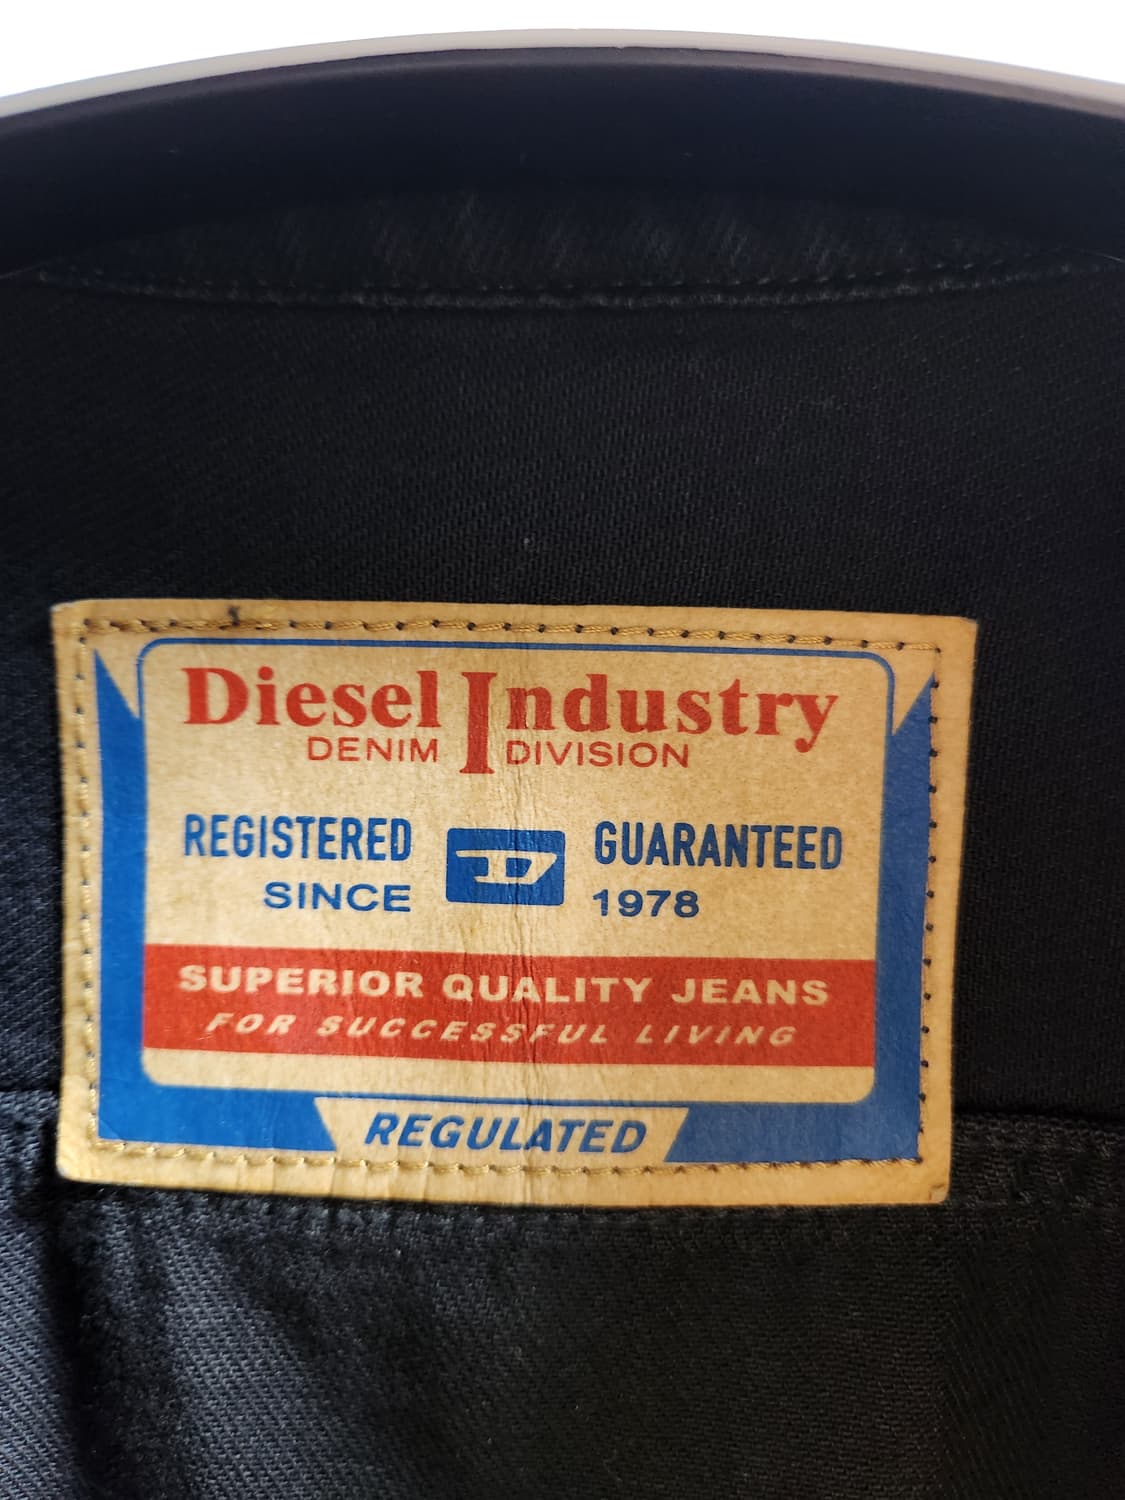 Diesel Industry
DENIM DIVISION
REGISTERED D GUARANTEED
SINCE 1978
SUPERIOR QUALITY JEANS
FOR SUCCESSFUL LIVING
REGULATED